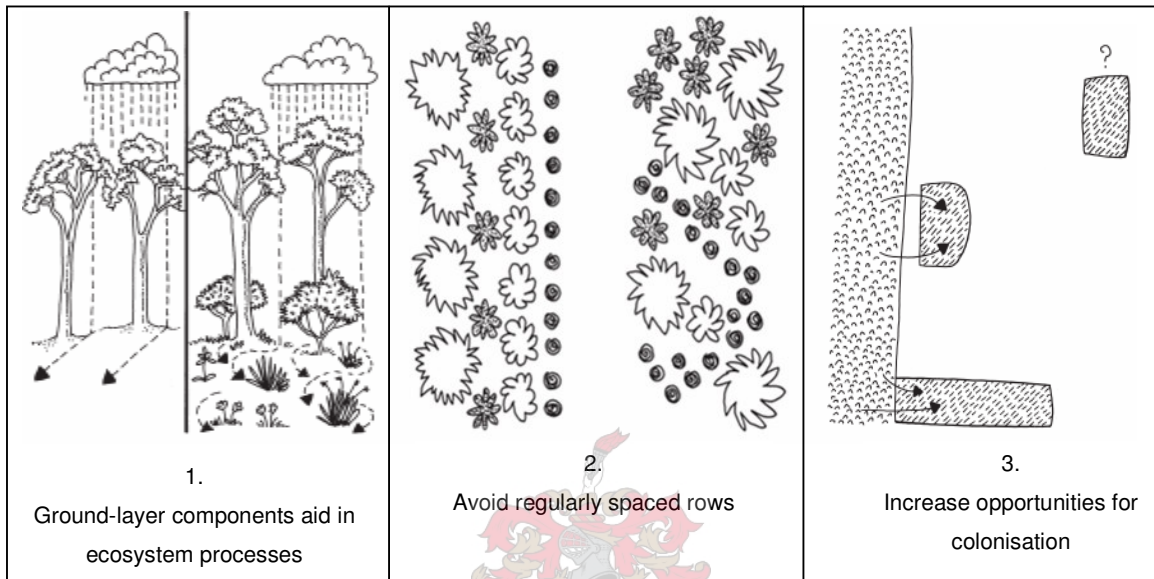 1.
Ground-layer components aid in
ecosystem processes
2.
Avoid regularly spaced rows
?
3.
Increase opportunities for
colonisation